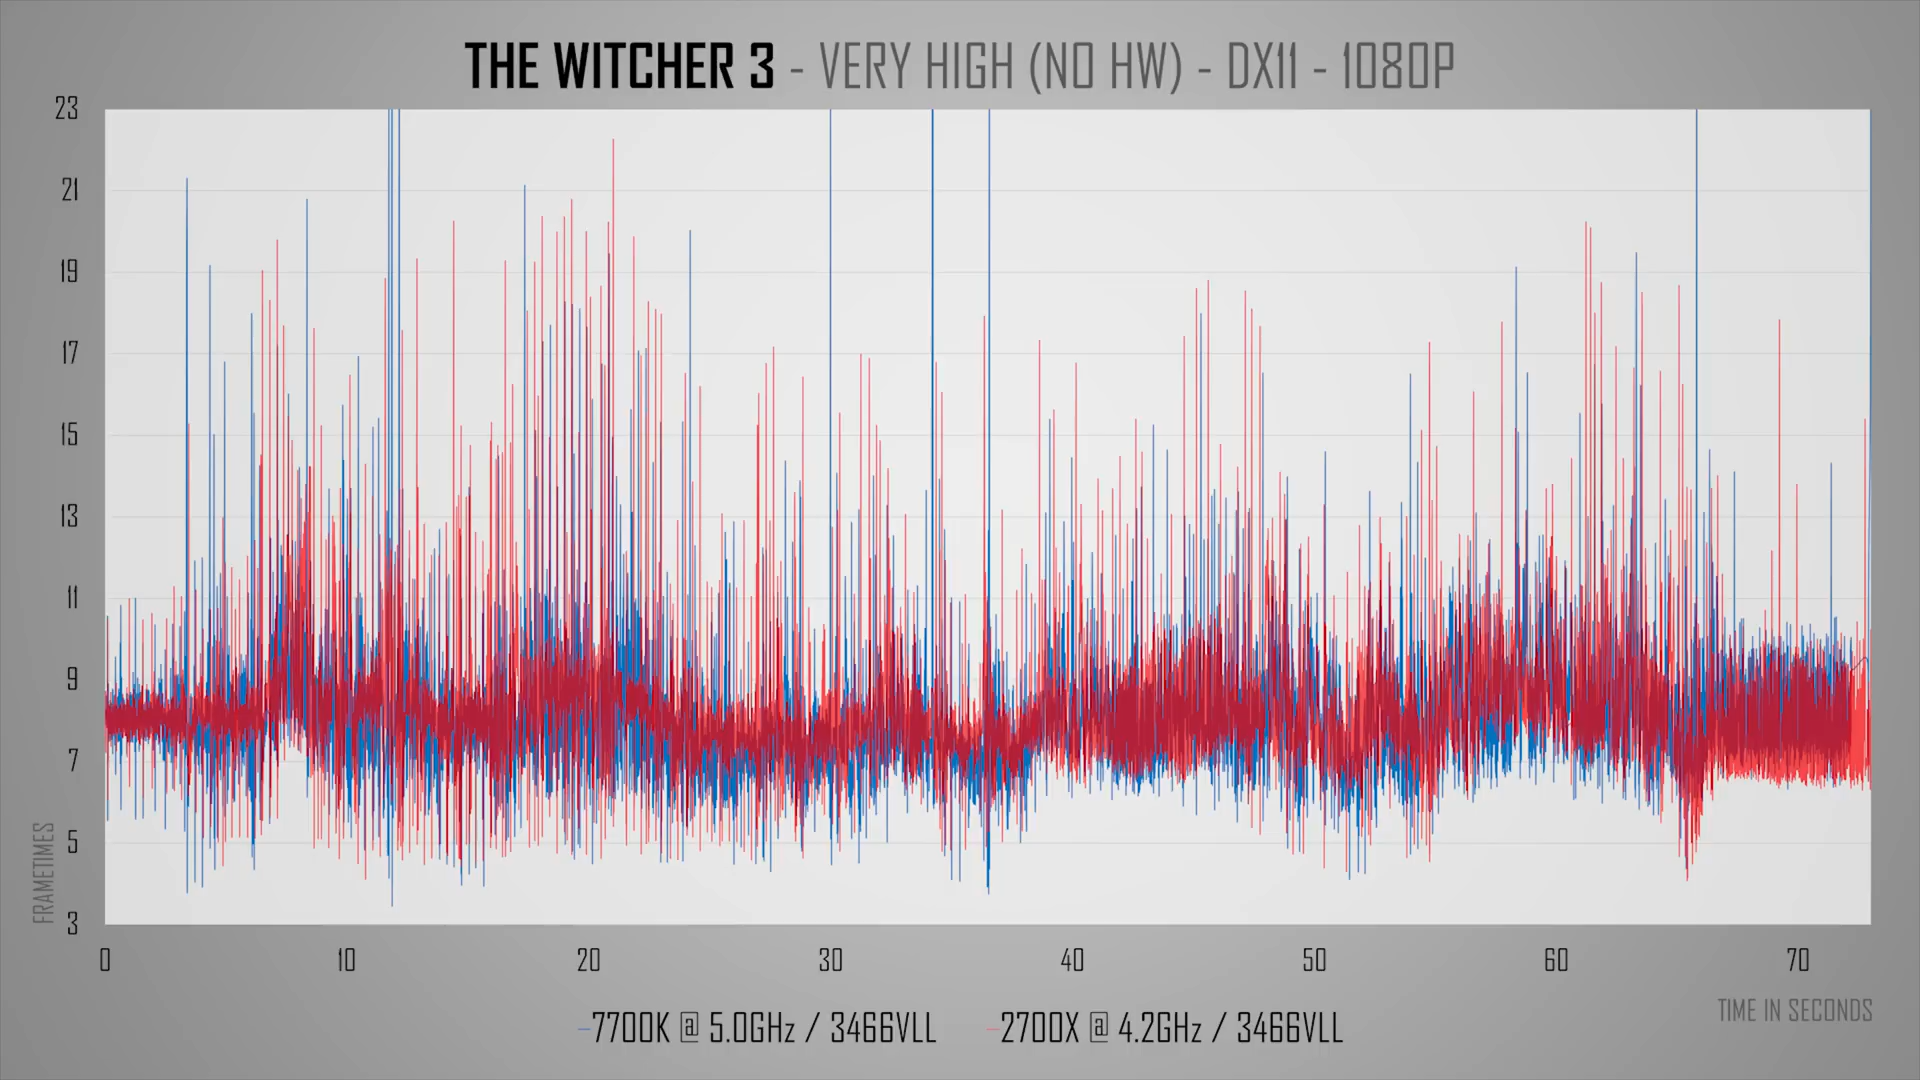 THE WITCHER 3 - VERY HIGH (NO HW) - DX11 - 1080P
23
21
19
17
15
13
11
9
7
5
3
FRAMETIMES
0 10 20 30 40 50 60 70
TIME IN SECONDS
7700K @ 5.0GHz / 3466VLL 2700X @ 4.2GHz / 3466VLL